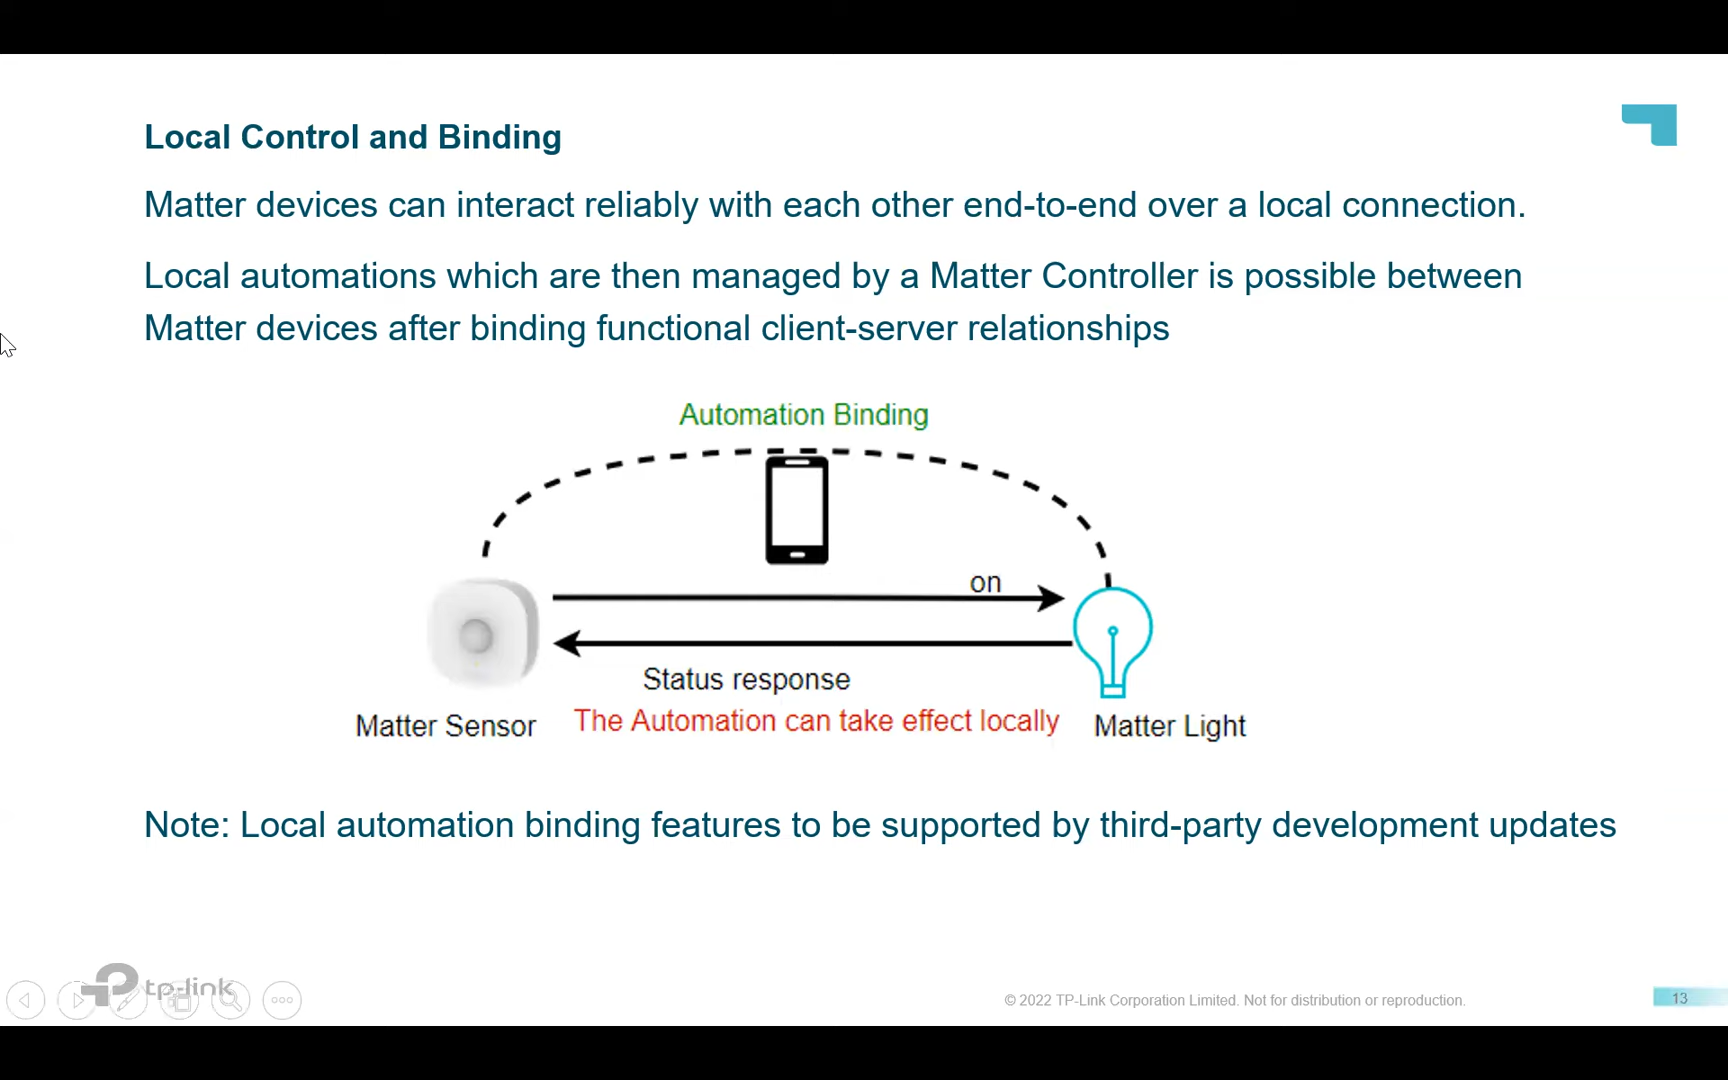 Local Control and Binding
Matter devices can interact reliably with each other end-to-end over a local connection.
Local automations which are then managed by a Matter Controller is possible between
Matter devices after binding functional client-server relationships
Automation Binding
on
Status response
Matter Sensor
The Automation can take effect locally
Matter Light
Note: Local automation binding features to be supported by third-party development updates
tp-link
© 2022 TP-Link Corporation Limited. Not for distribution or reproduction.
13